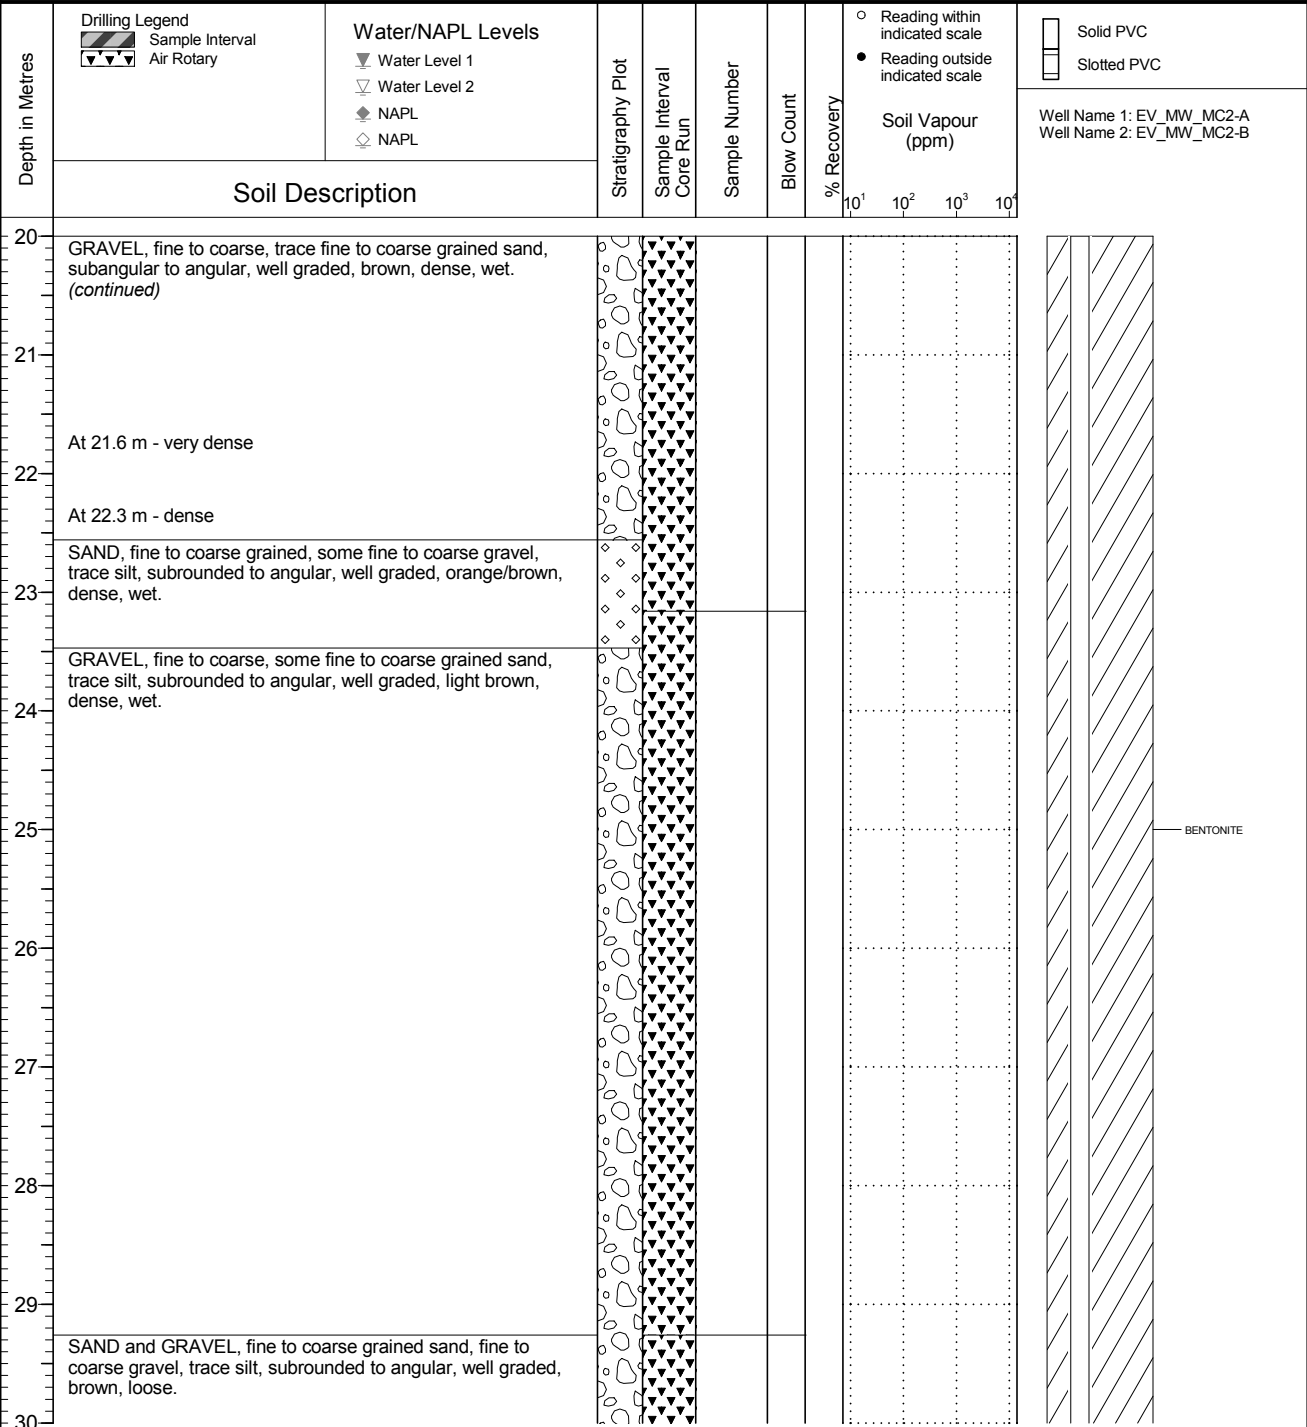 Drilling Legend
Sample Interval
Air Rotary
Water/NAPL Levels
Water Level 1
Water Level 2
NAPL
NAPL
Depth in Metres
Soil Description
Stratigraphy Plot
Sample Interval
Core Run
Sample Number
Blow Count
% Recovery
Reading within
indicated scale
Reading outside
indicated scale
Soil Vapour
(ppm)
10¹ 10² 10³ 10⁴
Solid PVC
Slotted PVC
Well Name 1: EV_MW_MC2-A
Well Name 2: EV_MW_MC2-B
20
GRAVEL, fine to coarse, trace fine to coarse grained sand,
subangular to angular, well graded, brown, dense, wet.
(continued)
21
At 21.6 m - very dense
22
At 22.3 m - dense
SAND, fine to coarse grained, some fine to coarse gravel,
trace silt, subrounded to angular, well graded, orange/brown,
dense, wet.
23
GRAVEL, fine to coarse, some fine to coarse grained sand,
trace silt, subrounded to angular, well graded, light brown,
dense, wet.
24
25
BENTONITE
26
27
28
29
SAND and GRAVEL, fine to coarse grained sand, fine to
coarse gravel, trace silt, subrounded to angular, well graded,
brown, loose.
30